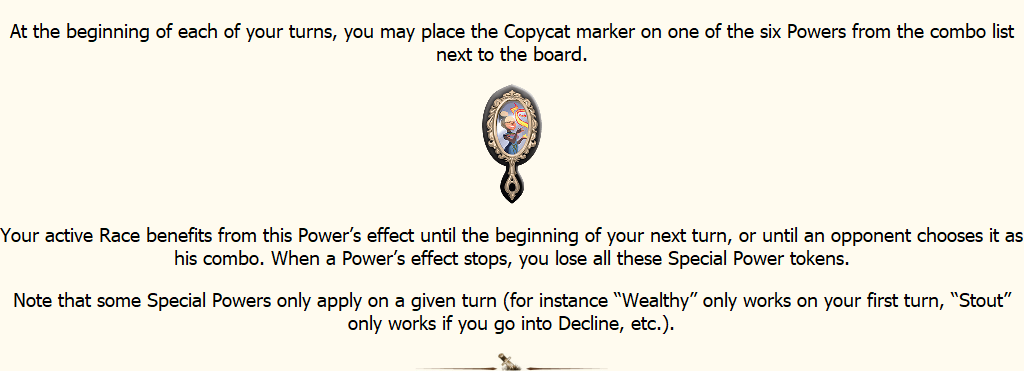 At the beginning of each of your turns, you may place the Copycat marker on one of the six Powers from the combo list
next to the board.
Your active Race benefits from this Power’s effect until the beginning of your next turn, or until an opponent chooses it as
his combo. When a Power’s effect stops, you lose all these Special Power tokens.
Note that some Special Powers only apply on a given turn (for instance “Wealthy” only works on your first turn, “Stout”
only works if you go into Decline, etc.).